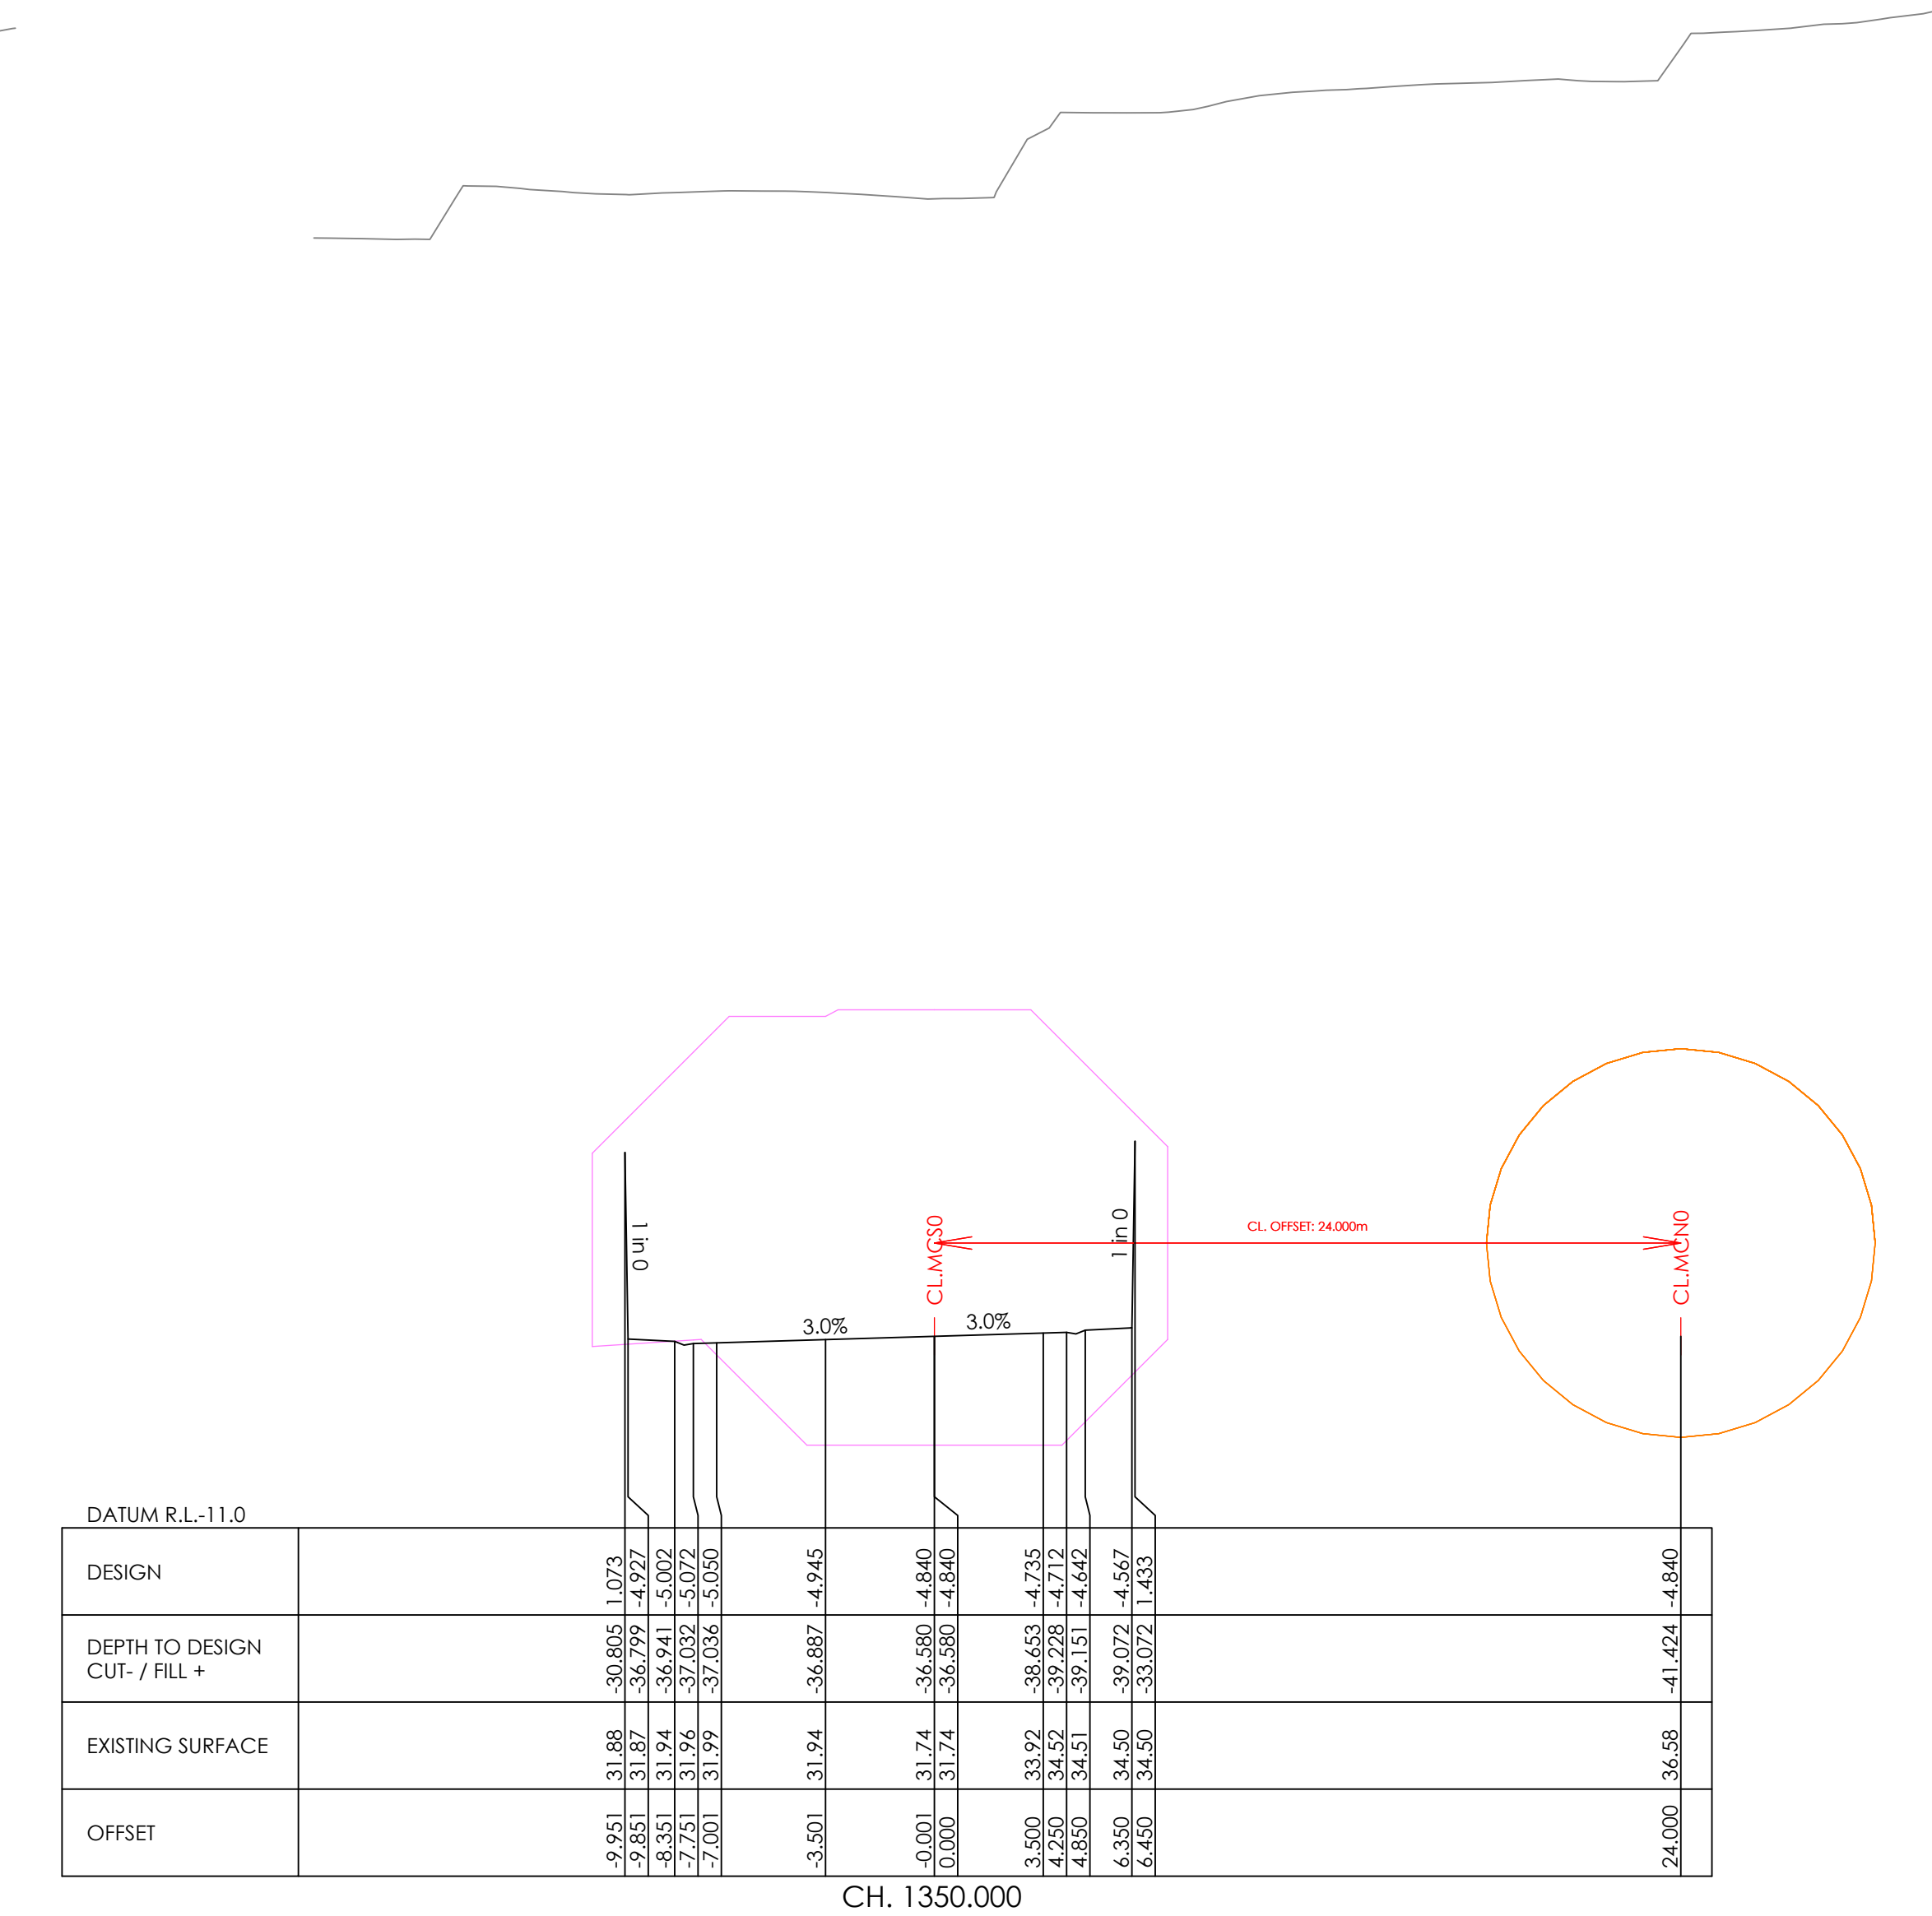 1 in 0
1 in 0
CL.MCS0
CL. OFFSET: 24.000m
CL.MCN0
3.0%
3.0%
DATUM R.L.-11.0
DESIGN 1.073 -4.927 -5.002 -5.072 -5.050 -4.945 -4.840 -4.840 -4.735 -4.712 -4.642 -4.567 1.433 -4.840
DEPTH TO DESIGN
CUT- / FILL + -30.805 -36.799 -36.941 -37.032 -37.036 -36.887 -36.580 -36.580 -38.653 -39.228 -39.151 -39.072 -33.072 -41.424
EXISTING SURFACE 31.88 31.87 31.94 31.96 31.99 31.94 31.74 31.74 33.92 34.52 34.51 34.50 34.50 36.58
OFFSET -9.951 -9.851 -8.351 -7.751 -7.001 -3.501 -0.001 0.000 3.500 4.250 4.850 6.350 6.450 24.000
CH. 1350.000